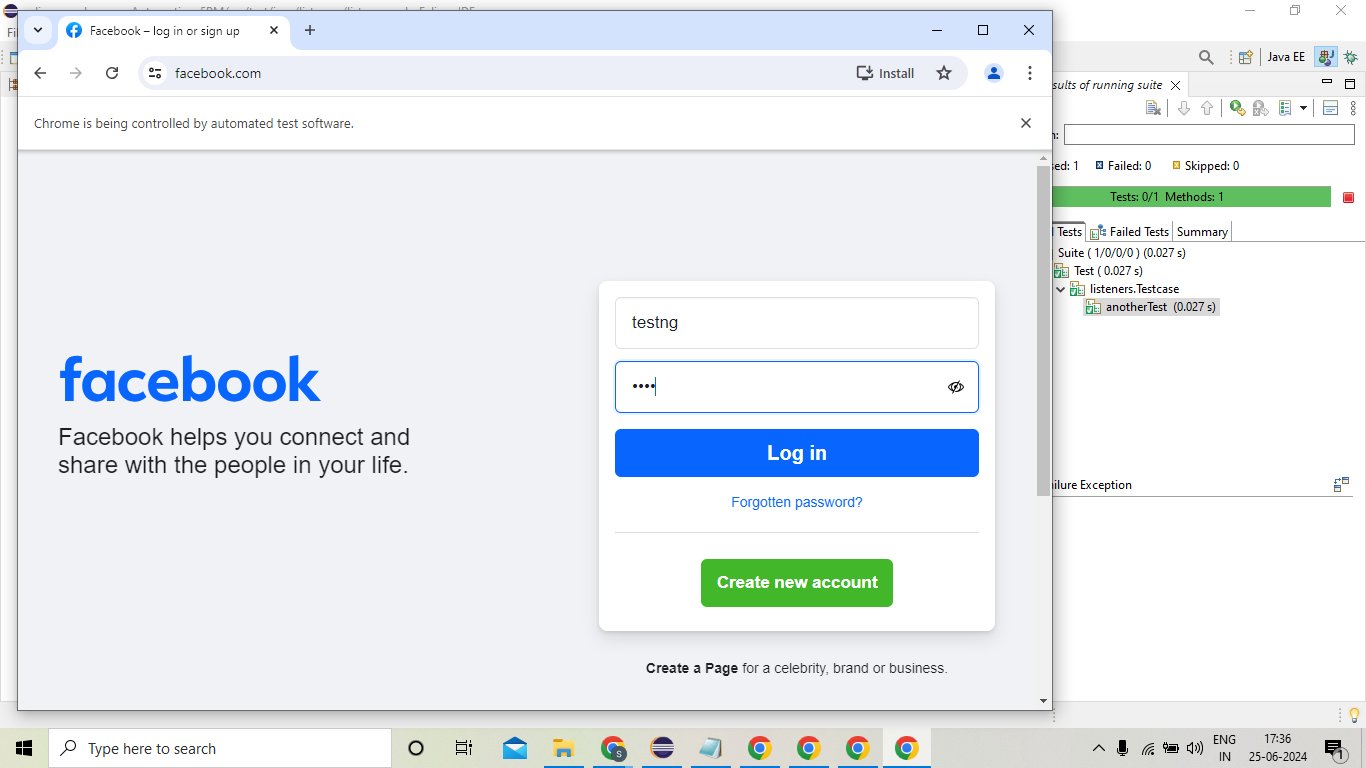 Facebook – log in or sign up
facebook.com
Install
Chrome is being controlled by automated test software.
testng
facebook
Facebook helps you connect and
share with the people in your life.
••••
Log in
Forgotten password?
Create new account
Create a Page for a celebrity, brand or business.
Java EE
sults of running suite
sed: 1
Failed: 0
Skipped: 0
Tests: 0/1 Methods: 1
Tests
Failed Tests
Summary
Suite ( 1/0/0/0 ) (0.027 s)
Test ( 0.027 s)
listeners.Testcase
anotherTest (0.027 s)
ilure Exception
Type here to search
S
ENG
IN
17:36
25-06-2024
1